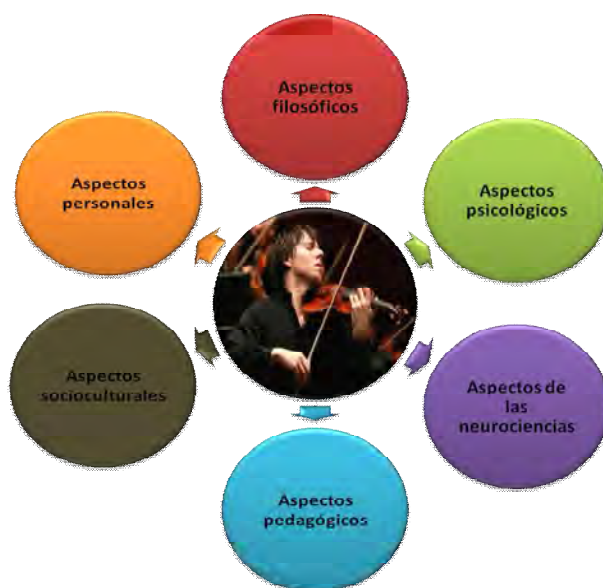 Aspectos
filosóficos
Aspectos
psicológicos
Aspectos de
las
neurociencias
Aspectos
pedagógicos
Aspectos
socioculturales
Aspectos
personales